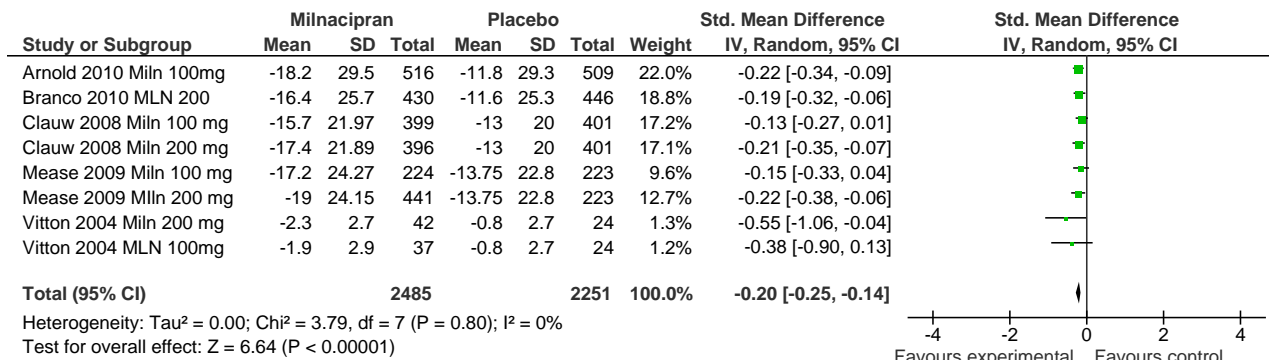 Milnacipran Placebo Std. Mean Difference Std. Mean Difference
Study or Subgroup Mean SD Total Mean SD Total Weight IV, Random, 95% CI IV, Random, 95% CI
Arnold 2010 Miln 100mg -18.2 29.5 516 -11.8 29.3 509 22.0% -0.22 [-0.34, -0.09]
Branco 2010 MLN 200 -16.4 25.7 430 -11.6 25.3 446 18.8% -0.19 [-0.32, -0.06]
Clauw 2008 Miln 100 mg -15.7 21.97 399 -13 20 401 17.2% -0.13 [-0.27, 0.01]
Clauw 2008 Miln 200 mg -17.4 21.89 396 -13 20 401 17.1% -0.21 [-0.35, -0.07]
Mease 2009 Miln 100 mg -17.2 24.27 224 -13.75 22.8 223 9.6% -0.15 [-0.33, 0.04]
Mease 2009 MIln 200 mg -19 24.15 441 -13.75 22.8 223 12.7% -0.22 [-0.38, -0.06]
Vitton 2004 Miln 200 mg -2.3 2.7 42 -0.8 2.7 24 1.3% -0.55 [-1.06, -0.04]
Vitton 2004 MLN 100mg -1.9 2.9 37 -0.8 2.7 24 1.2% -0.38 [-0.90, 0.13]
Total (95% CI) 2485 2251 100.0% -0.20 [-0.25, -0.14]
Heterogeneity: Tau² = 0.00; Chi² = 3.79, df = 7 (P = 0.80); I² = 0%
Test for overall effect: Z = 6.64 (P < 0.00001)
-4 -2 0 2 4
Favours experimental Favours control